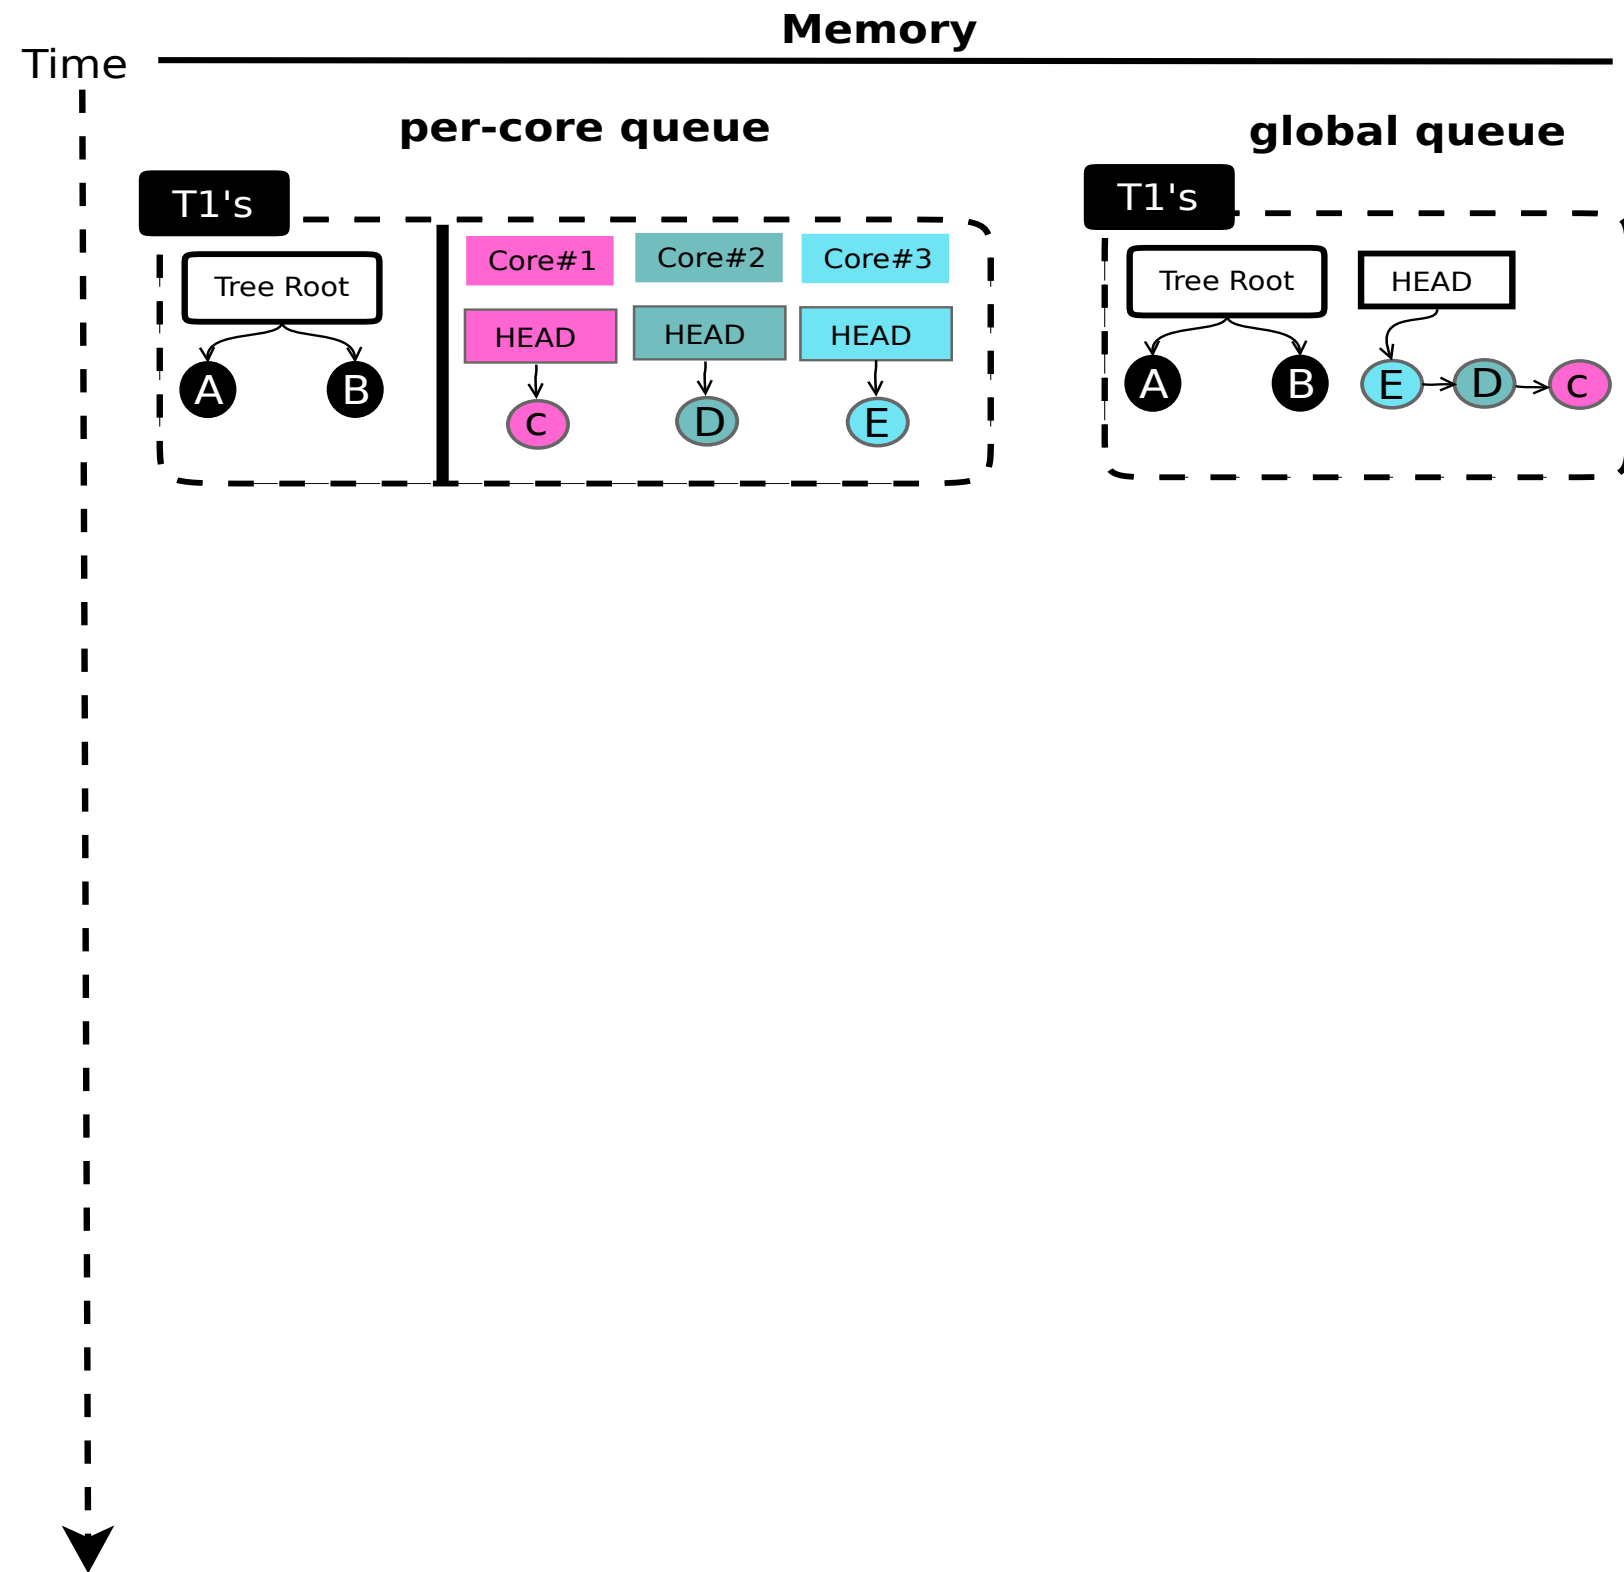 Memory
Time
per-core queue
global queue
T1's
T1's
Core#1 Core#2 Core#3
Tree Root
HEAD HEAD HEAD
A B
c D E
Tree Root HEAD
A B E D c